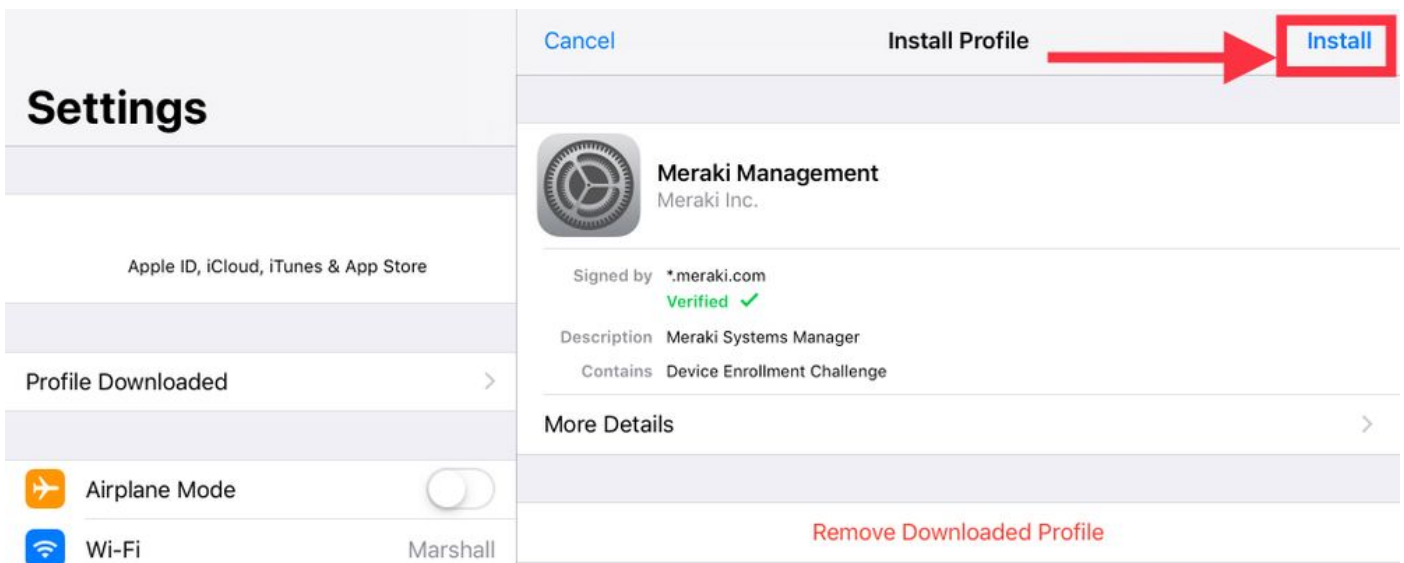 Settings
Apple ID, iCloud, iTunes & App Store
Profile Downloaded
Airplane Mode
Wi-Fi
Marshall
Cancel
Install Profile
Install
Meraki Management
Meraki Inc.
Signed by *.meraki.com
Verified ✓
Description Meraki Systems Manager
Contains Device Enrollment Challenge
More Details
Remove Downloaded Profile